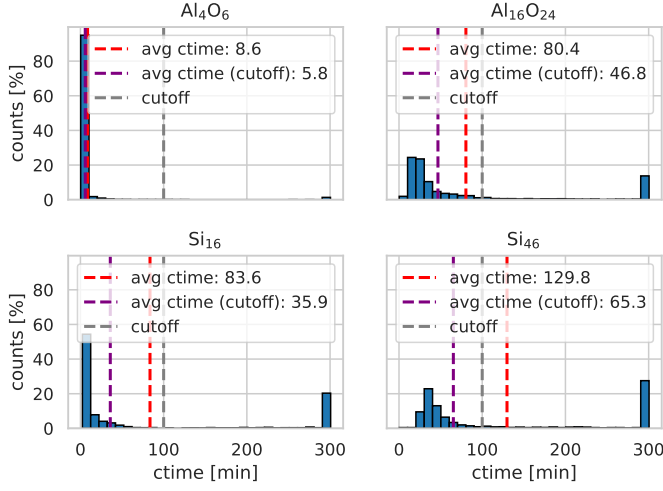 Al₄O₆
Al₁₆O₂₄
counts [%]
80
60
40
20
0
avg ctime: 8.6
avg ctime (cutoff): 5.8
cutoff
avg ctime: 80.4
avg ctime (cutoff): 46.8
cutoff
Si₁₆
Si₄₆
counts [%]
80
60
40
20
0
avg ctime: 83.6
avg ctime (cutoff): 35.9
cutoff
avg ctime: 129.8
avg ctime (cutoff): 65.3
cutoff
0 100 200 300
0 100 200 300
ctime [min]
ctime [min]